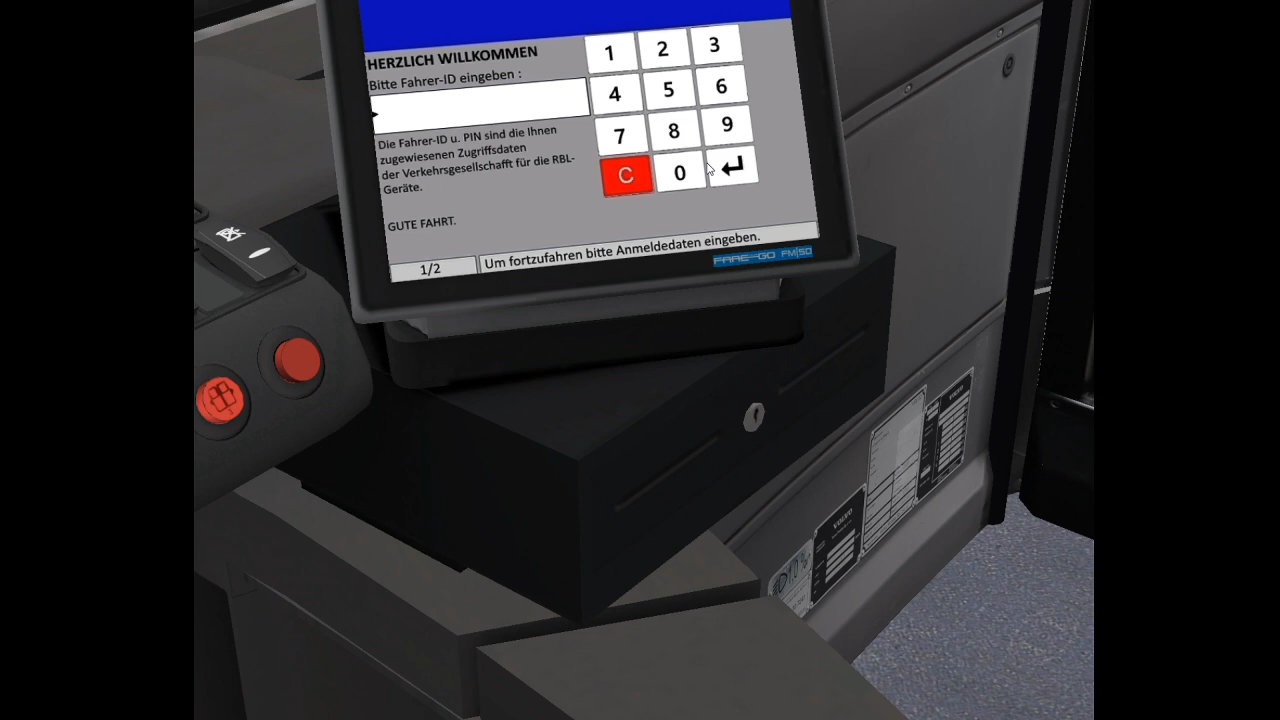 HERZLICH WILLKOMMEN
Bitte Fahrer-ID eingeben :
Die Fahrer-ID u. PIN sind die Ihnen
zugewiesenen Zugriffsdaten
der Verkehrsgesellschafft für die RBL-
Geräte.
GUTE FAHRT.
1 2 3
4 5 6
7 8 9
C 0
1/2
Um fortzufahren bitte Anmeldedaten eingeben.
FARE-GO FM|50
VOLVO
VOLVO